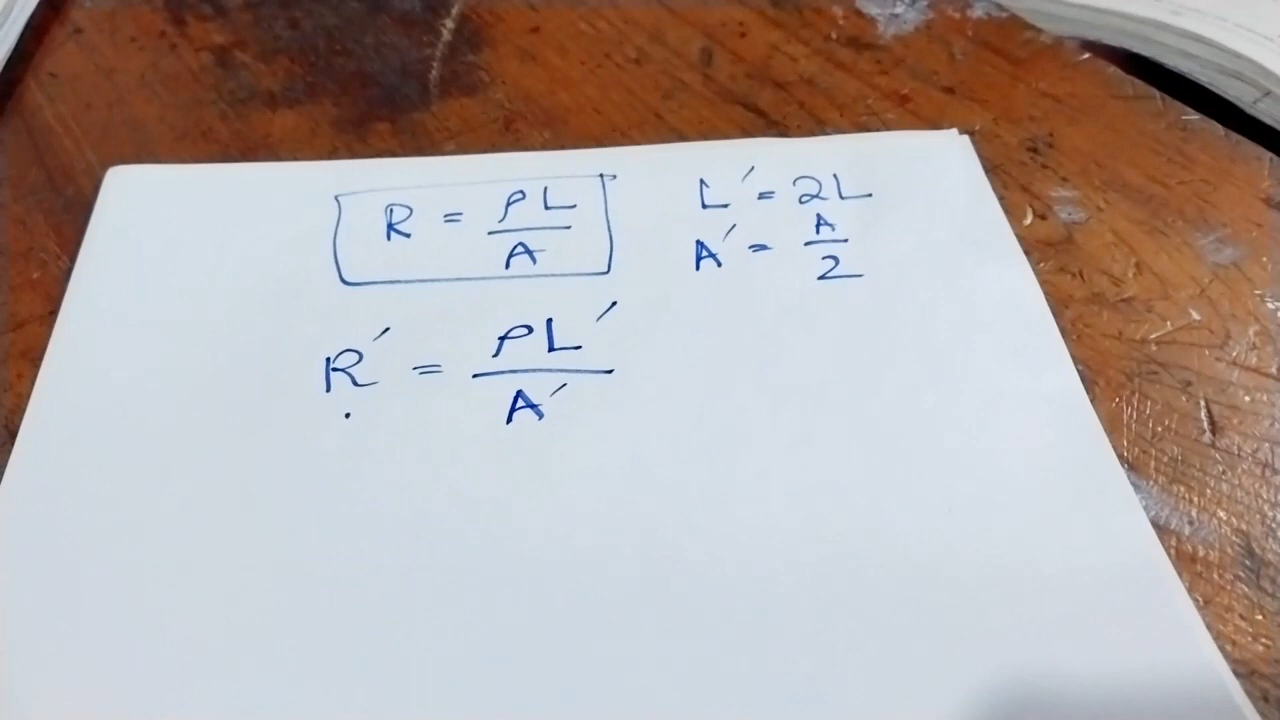 R = ρL/A
L′ = 2L
A′ = A/2
R′ = ρL′/A′